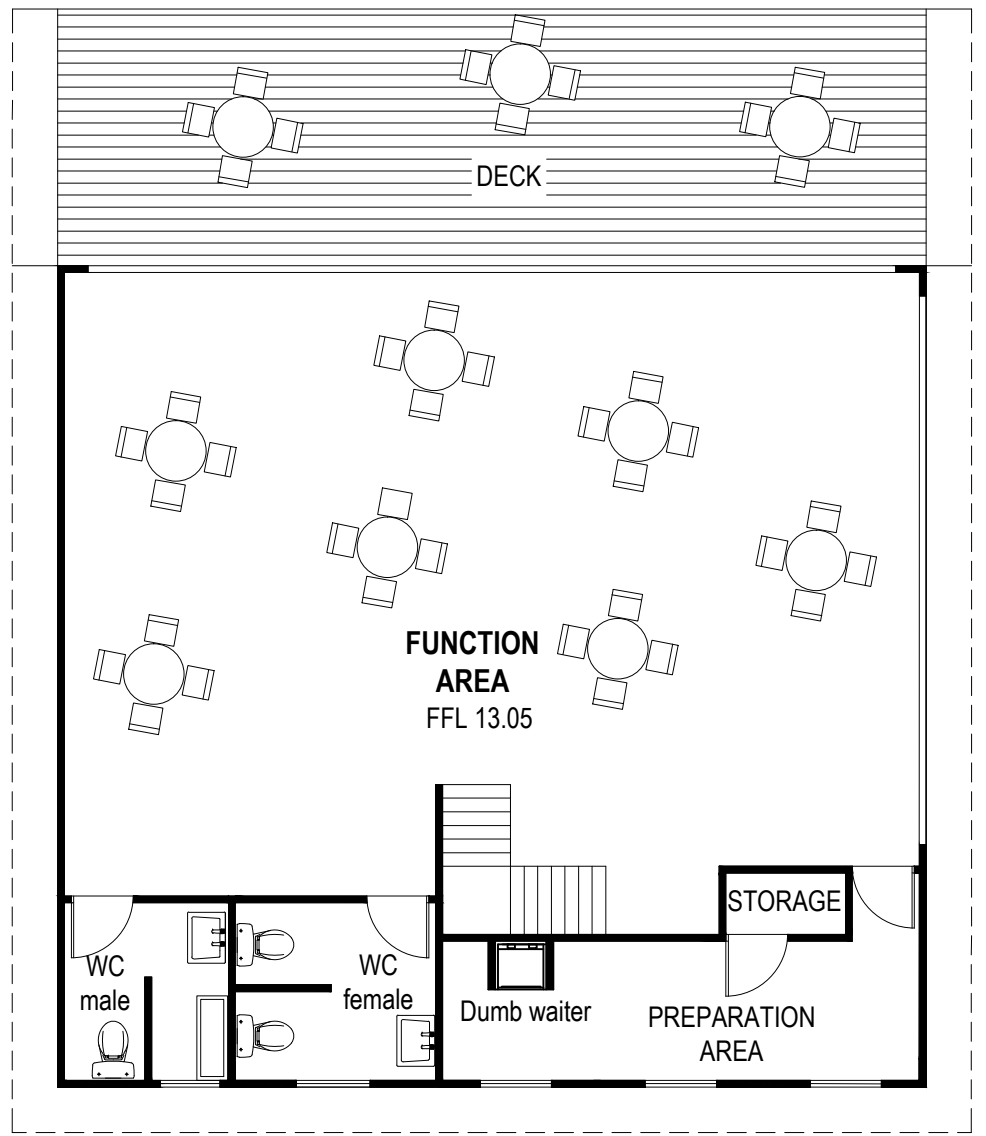 DECK
FUNCTION
AREA
FFL 13.05
STORAGE
WC
male
WC
female
Dumb waiter
PREPARATION
AREA